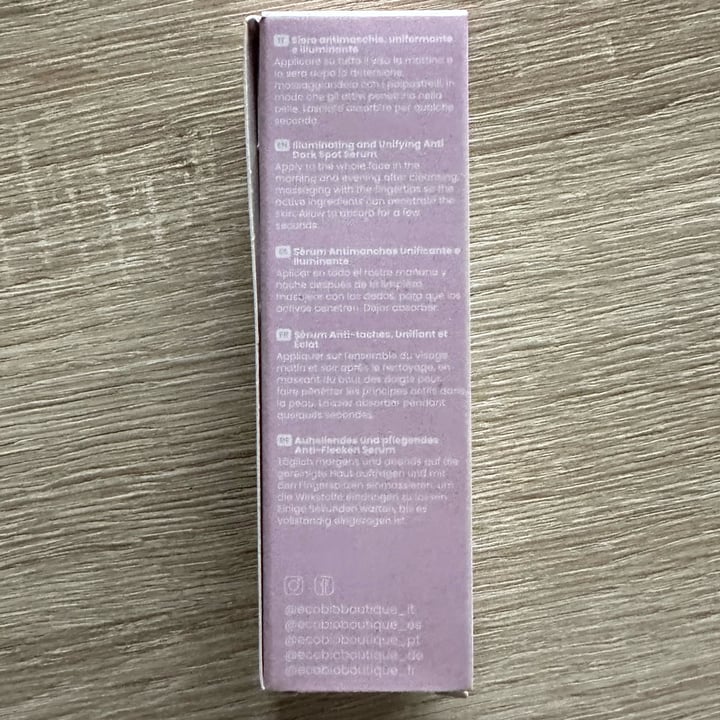 IT Siero antimacchie, uniformante
e illuminante
Applicare su tutto il viso la mattina e
la sera dopo la detersione,
massaggiandolo con i polpastrelli, in
modo che gli attivi penetrino nella
pelle. Lasciare assorbire per qualche
secondo.
EN Illuminating and Unifying Anti
Dark Spot Serum
Apply to the whole face in the
morning and evening after cleansing,
massaging with the fingertips so the
active ingredients can penetrate the
skin. Allow to absorb for a few
seconds.
ES Sérum Antimanchas Unificante e
Iluminante
Aplicar en todo el rostro mañana y
noche después de la limpieza,
masajear con los dedos, para que los
activos penetren. Dejar absorber.
FR Sérum Anti-taches, Unifiant et
Éclat
Appliquer sur l'ensemble du visage
matin et soir après le nettoyage, en
massant du bout des doigts pour
faire pénétrer les principes actifs dans
la peau. Laisser absorber pendant
quelques secondes.
DE Aufhellendes und pflegendes
Anti-Flecken Serum
Täglich morgens und abends auf die
gereinigte Haut auftragen und mit
den Fingerspitzen einmassieren, um
die Wirkstoffe eindringen zu lassen.
Einige Sekunden warten, bis es
vollständig eingezogen ist.
@ecobioboutique_it
@ecobioboutique_es
@ecobioboutique_pt
@ecobioboutique_de
@ecobioboutique_fr